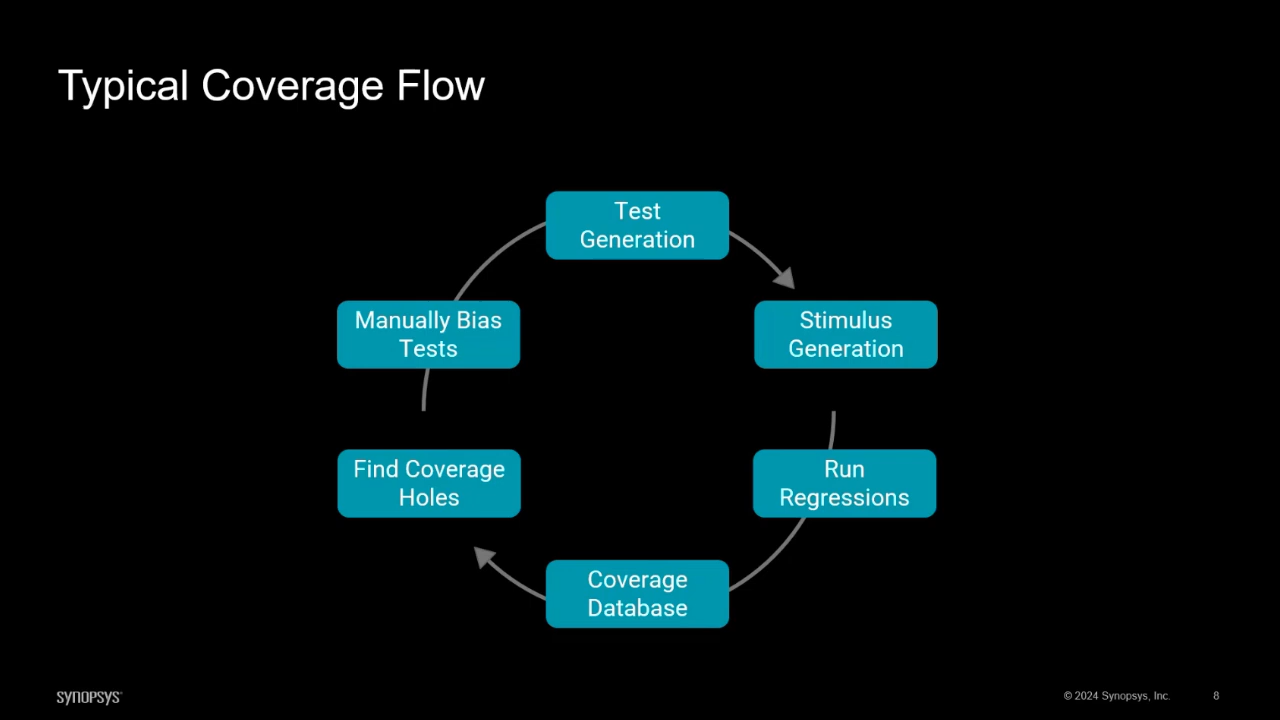 Typical Coverage Flow
Test
Generation
Manually Bias
Tests
Stimulus
Generation
Find Coverage
Holes
Run
Regressions
Coverage
Database
SYNOPSYS®
© 2024 Synopsys, Inc.
8